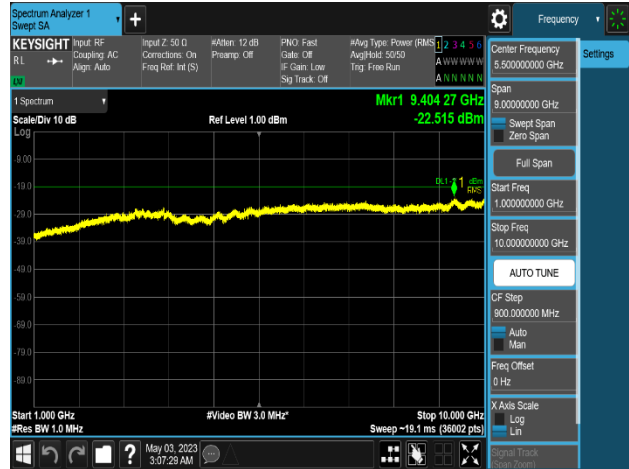 Spectrum Analyzer 1
Swept SA
Frequency
KEYSIGHT
Input: RF
Input Z: 50 Ω
#Atten: 12 dB
PNO: Fast
#Avg Type: Power (RMS
1 2 3 4 5 6
RL
Coupling: AC
Corrections: On
Preamp: Off
Gate: Off
Avg|Hold: 50/50
A W W W W W
Align: Auto
Freq Ref: Int (S)
IF Gain: Low
Trig: Free Run
Sig Track: Off
A N N N N N
Center Frequency
5.500000000 GHz
Settings
Span
9.00000000 GHz
Swept Span
Zero Span
Full Span
Start Freq
1.000000000 GHz
Stop Freq
10.000000000 GHz
AUTO TUNE
CF Step
900.000000 MHz
Auto
Man
Freq Offset
0 Hz
X Axis Scale
Log
Lin
Signal Track
(Span Zoom)
1 Spectrum
Mkr1 9.404 27 GHz
Scale/Div 10 dB
Ref Level 1.00 dBm
-22.515 dBm
Log
-9.00
-19.0
-29.0
-39.0
-49.0
-59.0
-69.0
-79.0
-89.0
1
dBm
RMS
Start 1.000 GHz
#Video BW 3.0 MHz*
Stop 10.000 GHz
#Res BW 1.0 MHz
Sweep ~19.1 ms (36002 pts)
?
May 03, 2023
3:07:29 AM